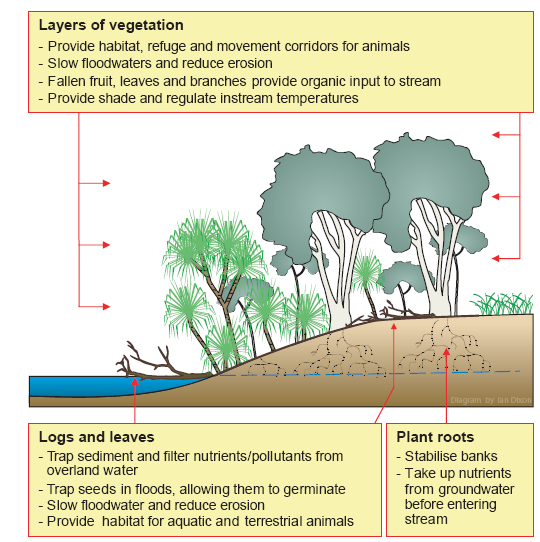 Layers of vegetation
- Provide habitat, refuge and movement corridors for animals
- Slow floodwaters and reduce erosion
- Fallen fruit, leaves and branches provide organic input to stream
- Provide shade and regulate instream temperatures
Diagram by Ian Dixon
Logs and leaves
- Trap sediment and filter nutrients/pollutants from
overland water
- Trap seeds in floods, allowing them to germinate
- Slow floodwater and reduce erosion
- Provide habitat for aquatic and terrestrial animals
Plant roots
- Stabilise banks
- Take up nutrients
from groundwater
before entering
stream